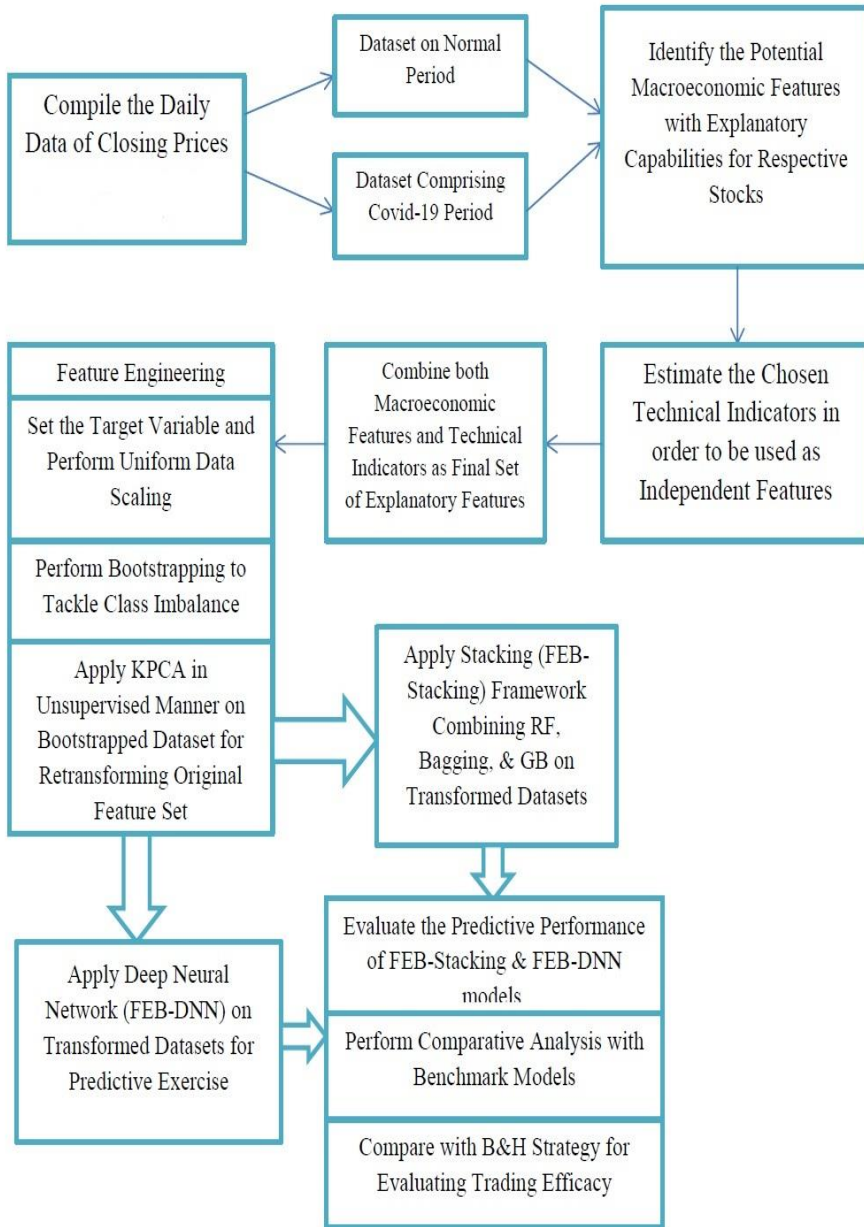 Compile the Daily
Data of Closing Prices
Dataset on Normal
Period
Dataset Comprising
Covid-19 Period
Identify the Potential
Macroeconomic Features
with Explanatory
Capabilities for Respective
Stocks
Estimate the Chosen
Technical Indicators in
order to be used as
Independent Features
Combine both
Macroeconomic
Features and Technical
Indicators as Final Set
of Explanatory Features
Feature Engineering
Set the Target Variable and
Perform Uniform Data
Scaling
Perform Bootstrapping to
Tackle Class Imbalance
Apply KPCA in
Unsupervised Manner on
Bootstrapped Dataset for
Retransforming Original
Feature Set
Apply Stacking (FEB-
Stacking) Framework
Combining RF,
Bagging, & GB on
Transformed Datasets
Apply Deep Neural
Network (FEB-DNN) on
Transformed Datasets for
Predictive Exercise
Evaluate the Predictive Performance
of FEB-Stacking & FEB-DNN
models
Perform Comparative Analysis with
Benchmark Models
Compare with B&H Strategy for
Evaluating Trading Efficacy